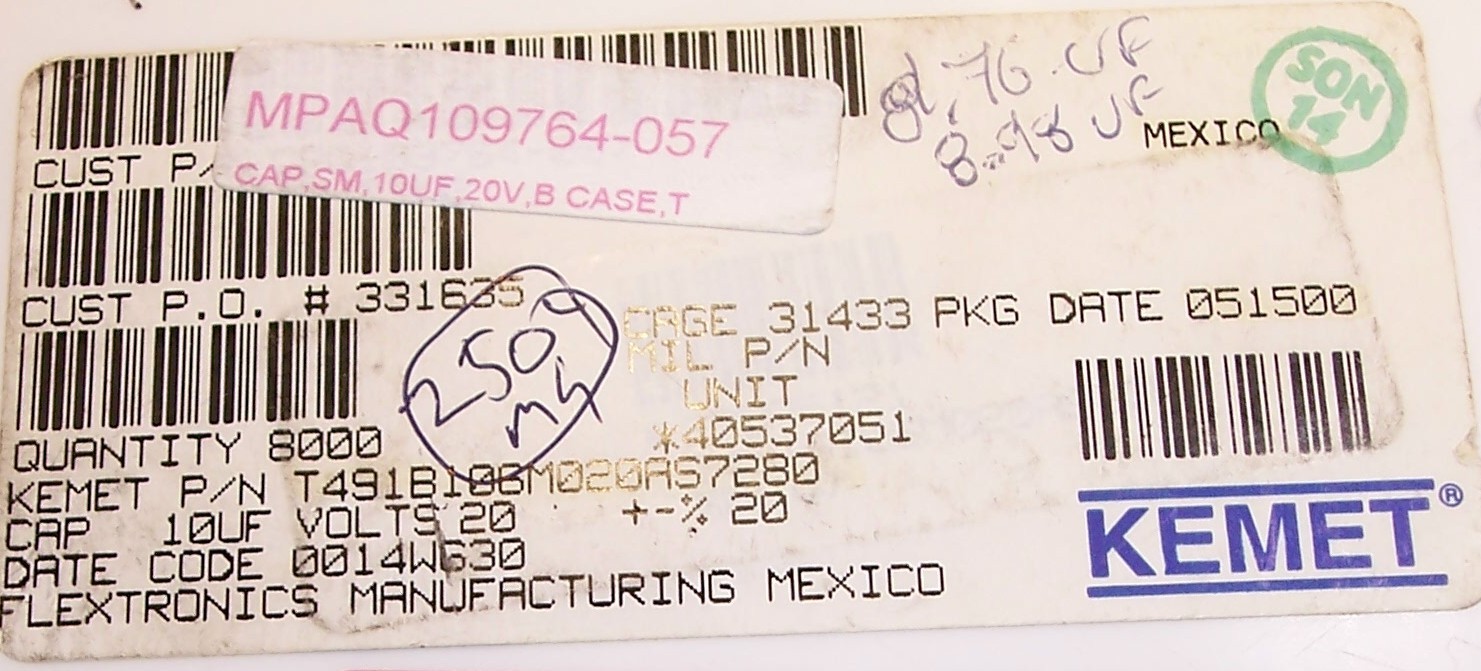 MPAQ109764-057
CAP,SM,10UF,20V,B CASE,T
8.76 UF
8.98 UF
MEXICO
SON
14
CUST P/
CUST P.O. # 331635
250
CAGE 31433 PKG DATE 051500
MIL P/N
UNIT
*40537051
QUANTITY 8000
KEMET P/N T491B106M020AS7280
CAP 10UF VOLTS 20 +-% 20
DATE CODE 0014W630
FLEXTRONICS MANUFACTURING MEXICO
KEMET®